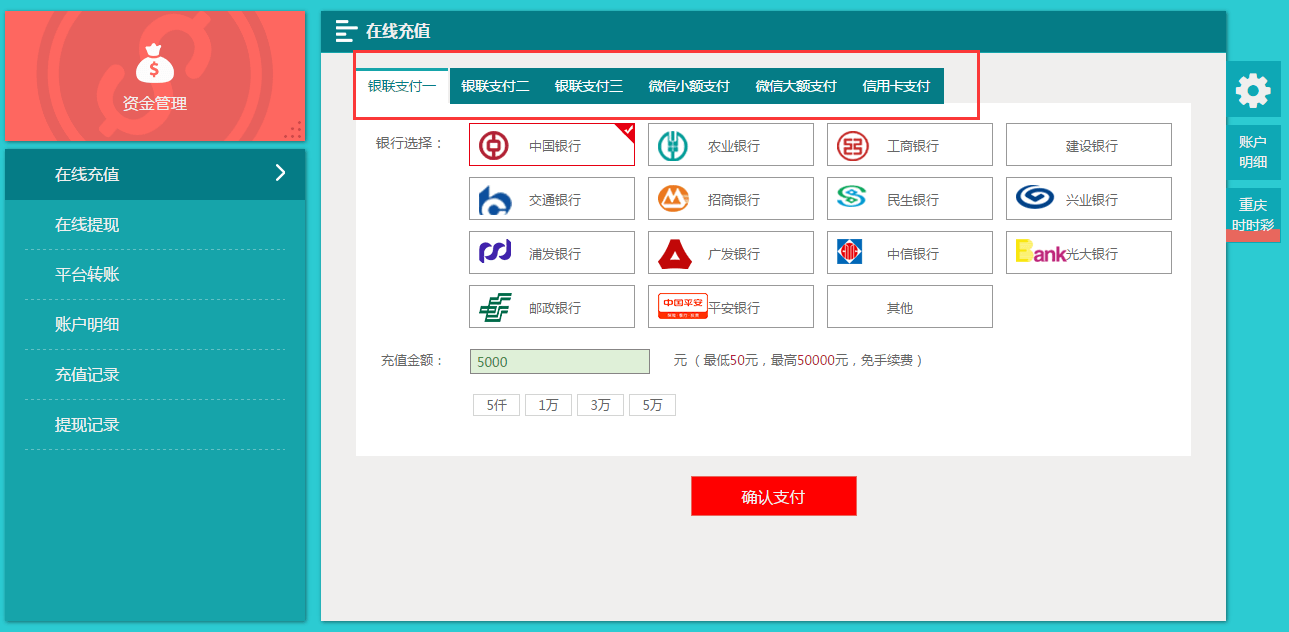 资金管理
在线充值
在线提现
平台转账
账户明细
充值记录
提现记录
在线充值
银联支付一 银联支付二 银联支付三 微信小额支付 微信大额支付 信用卡支付
银行选择：
中国银行 农业银行 工商银行 建设银行
交通银行 招商银行 民生银行 兴业银行
浦发银行 广发银行 中信银行 Bank光大银行
邮政银行 中国平安 平安银行 其他
充值金额： 5000 元（最低50元，最高50000元，免手续费）
5仟 1万 3万 5万
确认支付
账户
明细
重庆
时时彩